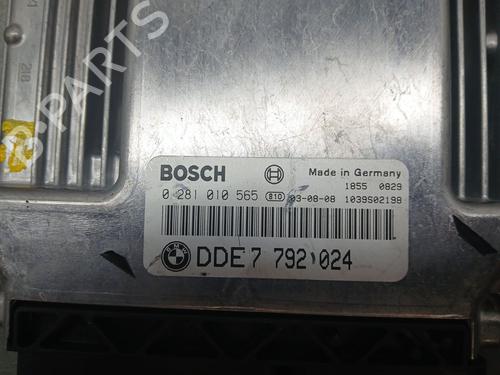 BOSCH
Made in Germany
1855 0829
0 281 010 565 810 03-08-08 1039S02198
BMW DDE 7 792 024